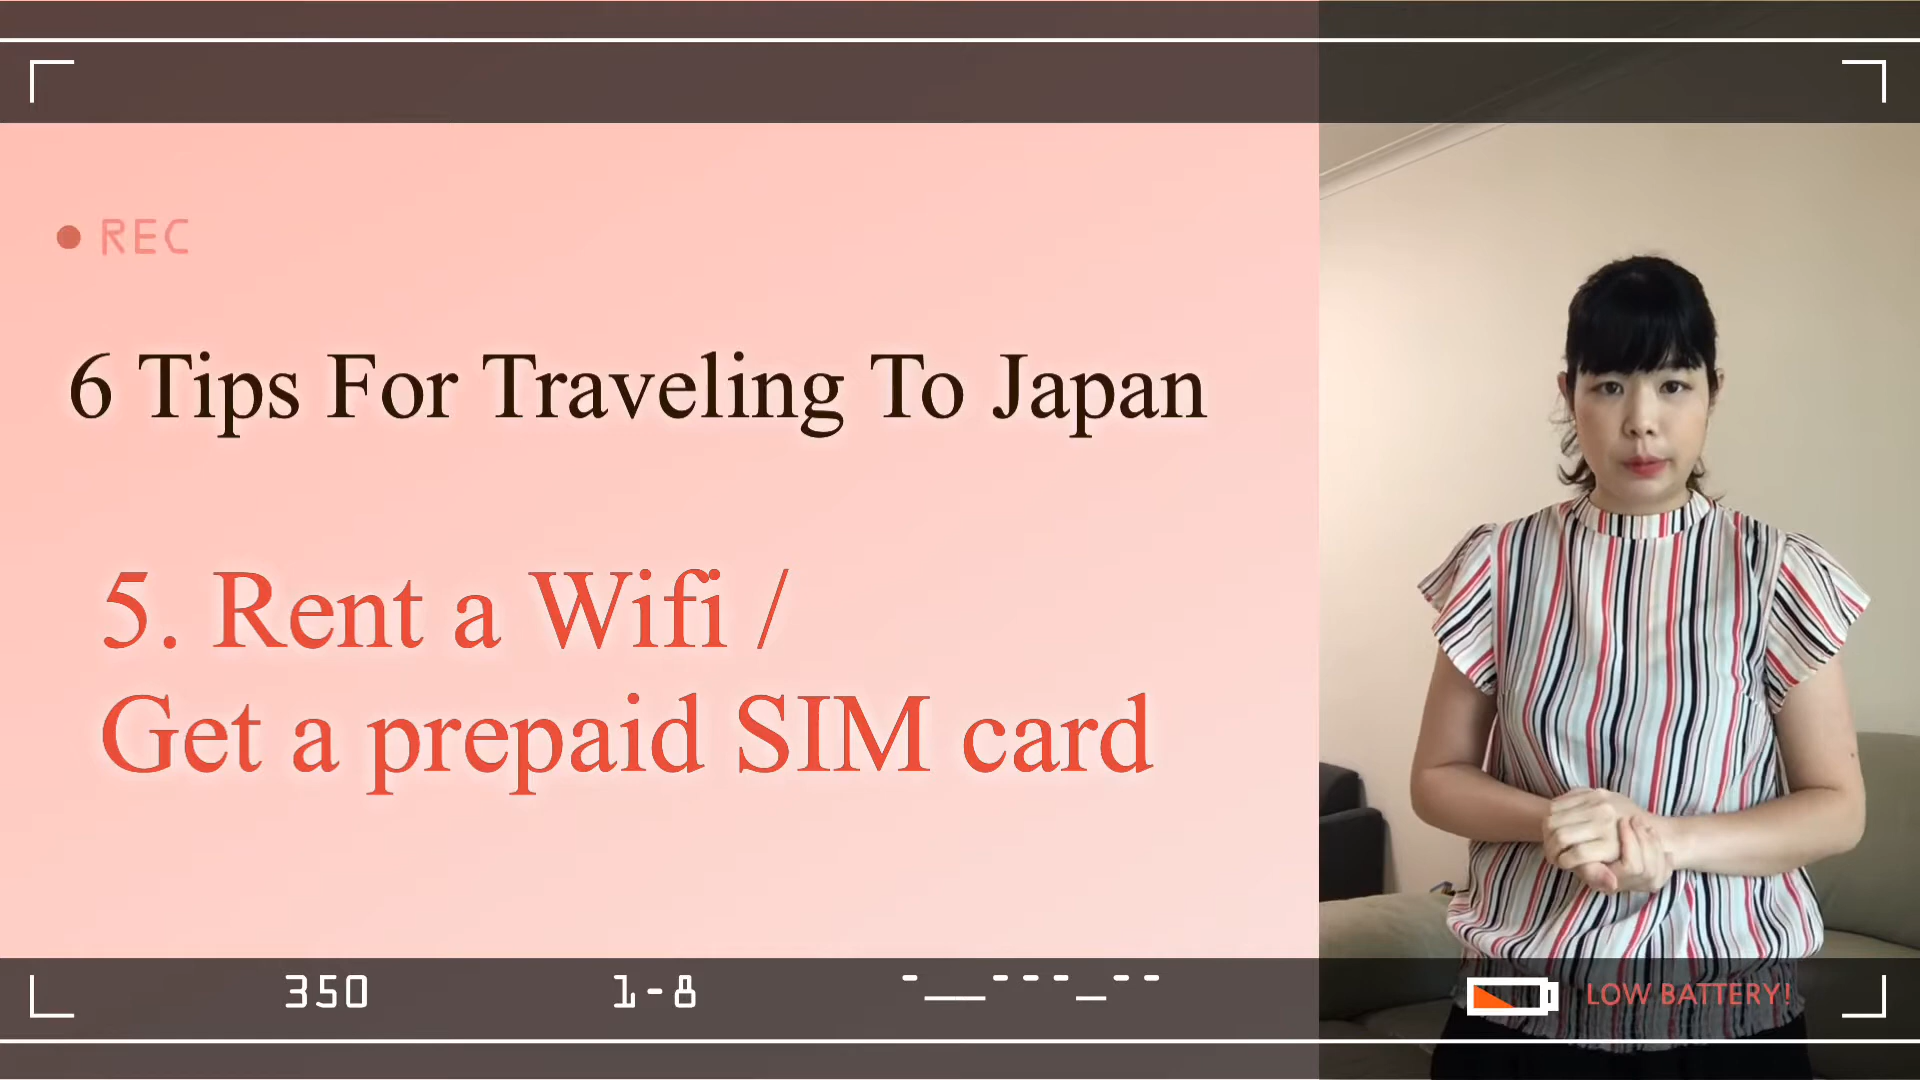 REC
6 Tips For Traveling To Japan
5. Rent a Wifi /
Get a prepaid SIM card
350
1-8
LOW BATTERY!